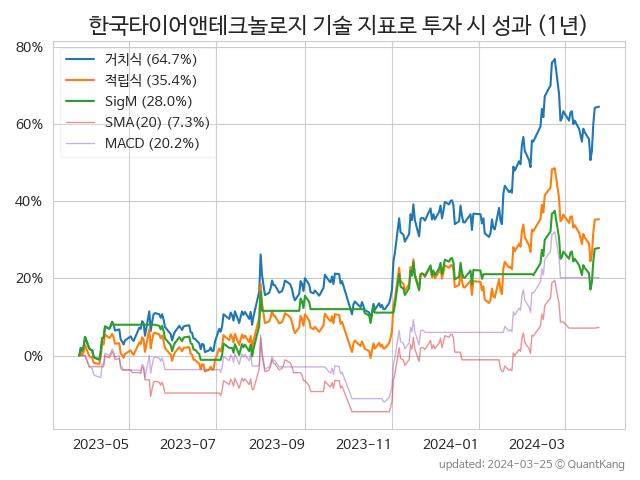 한국타이어앤테크놀로지 기술 지표로 투자 시 성과 (1년)
80%
60%
40%
20%
0%
거치식 (64.7%)
적립식 (35.4%)
SigM (28.0%)
SMA(20) (7.3%)
MACD (20.2%)
2023-05 2023-07 2023-09 2023-11 2024-01 2024-03
updated: 2024-03-25 © QuantKang